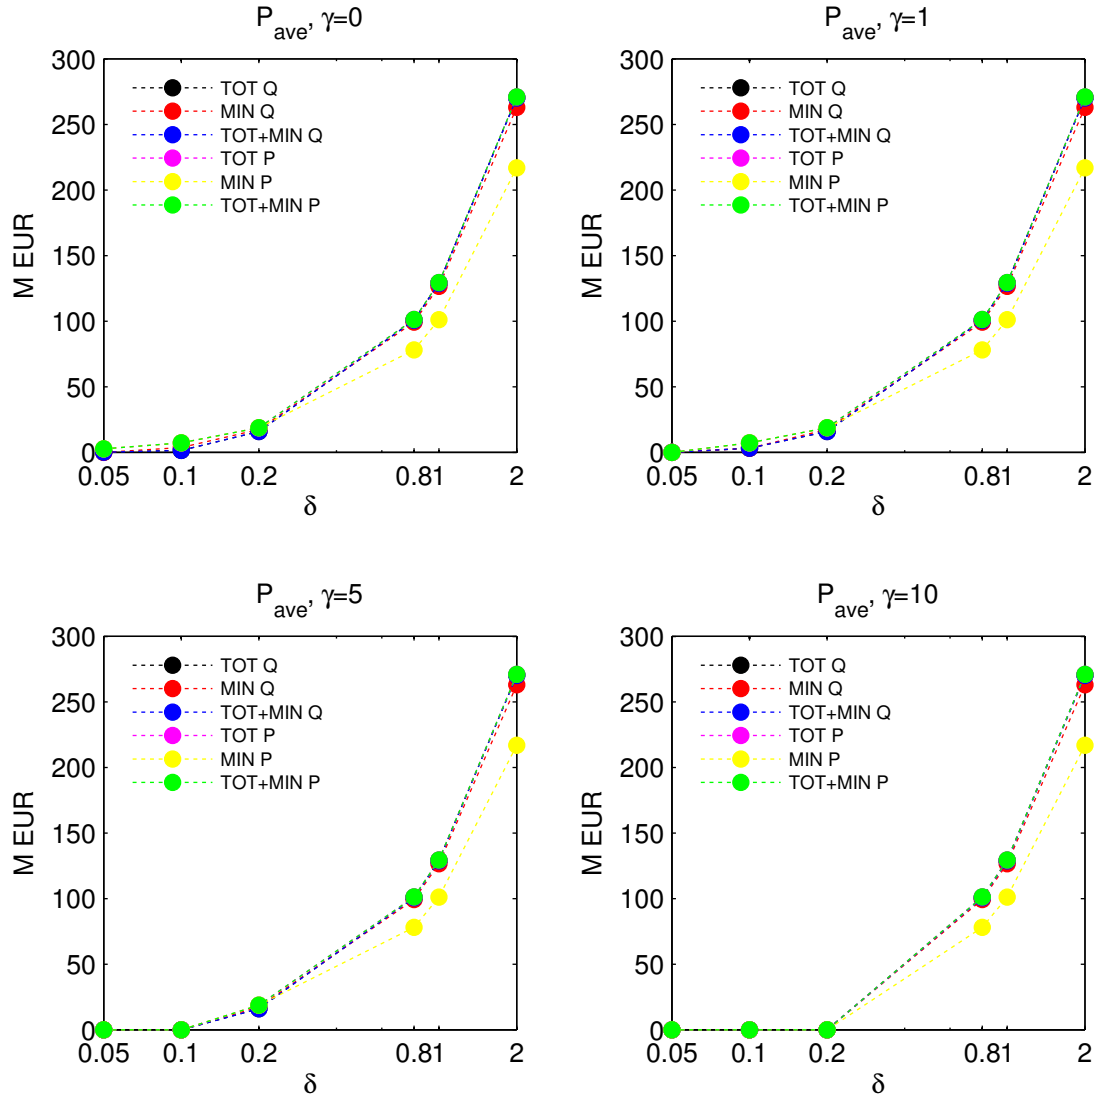 P_ave, γ=0
300
250
200
150
100
50
0
M EUR
TOT Q
MIN Q
TOT+MIN Q
TOT P
MIN P
TOT+MIN P
0.05 0.1 0.2 0.81 2
δ
P_ave, γ=1
300
250
200
150
100
50
0
M EUR
TOT Q
MIN Q
TOT+MIN Q
TOT P
MIN P
TOT+MIN P
0.05 0.1 0.2 0.81 2
δ
P_ave, γ=5
300
250
200
150
100
50
0
M EUR
TOT Q
MIN Q
TOT+MIN Q
TOT P
MIN P
TOT+MIN P
0.05 0.1 0.2 0.81 2
δ
P_ave, γ=10
300
250
200
150
100
50
0
M EUR
TOT Q
MIN Q
TOT+MIN Q
TOT P
MIN P
TOT+MIN P
0.05 0.1 0.2 0.81 2
δ